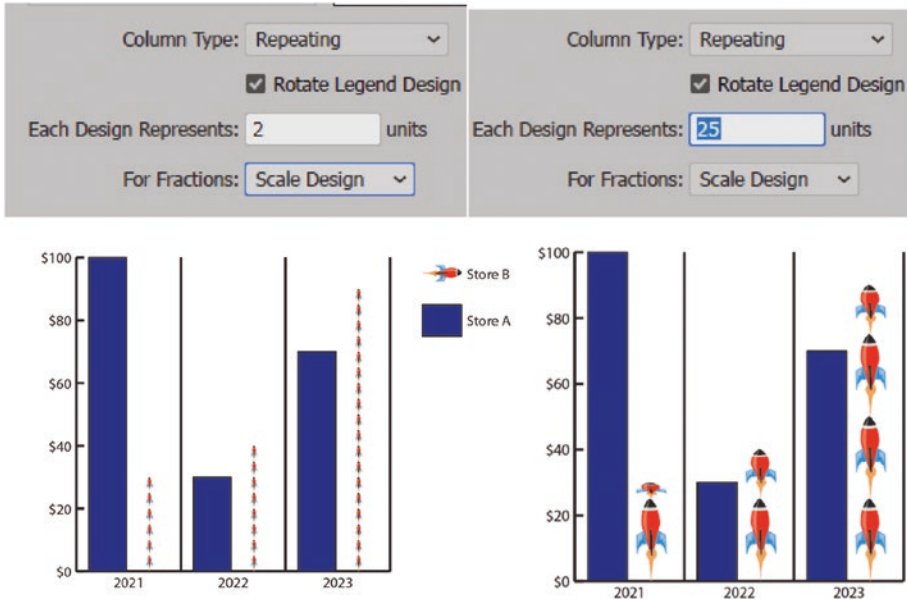 Column Type: Repeating
Rotate Legend Design
Each Design Represents: 2 units
For Fractions: Scale Design
Column Type: Repeating
Rotate Legend Design
Each Design Represents: 25 units
For Fractions: Scale Design
$100
$80
$60
$40
$20
$0
2021 2022 2023
Store B
Store A
$100
$80
$60
$40
$20
$0
2021 2022 2023